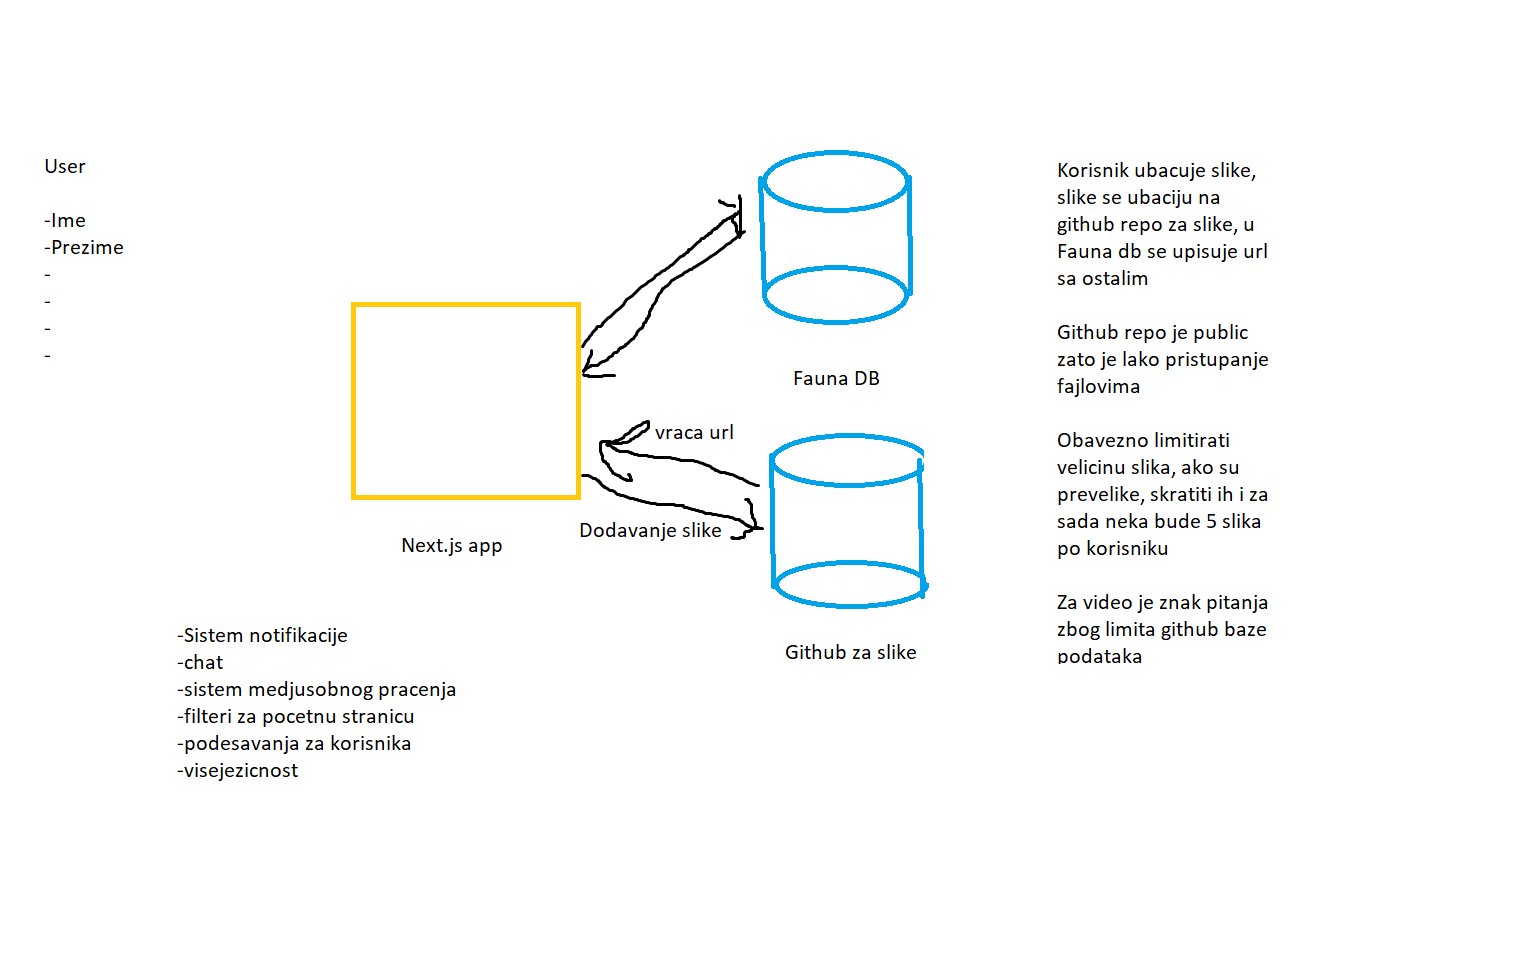 User
-Ime
-Prezime
-
-
-
-
Next.js app
Fauna DB
vraca url
Dodavanje slike
Github za slike
-Sistem notifikacije
-chat
-sistem medjusobnog pracenja
-filteri za pocetnu stranicu
-podesavanja za korisnika
-visejezicnost
Korisnik ubacuje slike,
slike se ubaciju na
github repo za slike, u
Fauna db se upisuje url
sa ostalim
Github repo je public
zato je lako pristupanje
fajlovima
Obavezno limitirati
velicinu slika, ako su
prevelike, skratiti ih i za
sada neka bude 5 slika
po korisniku
Za video je znak pitanja
zbog limita github baze
podataka